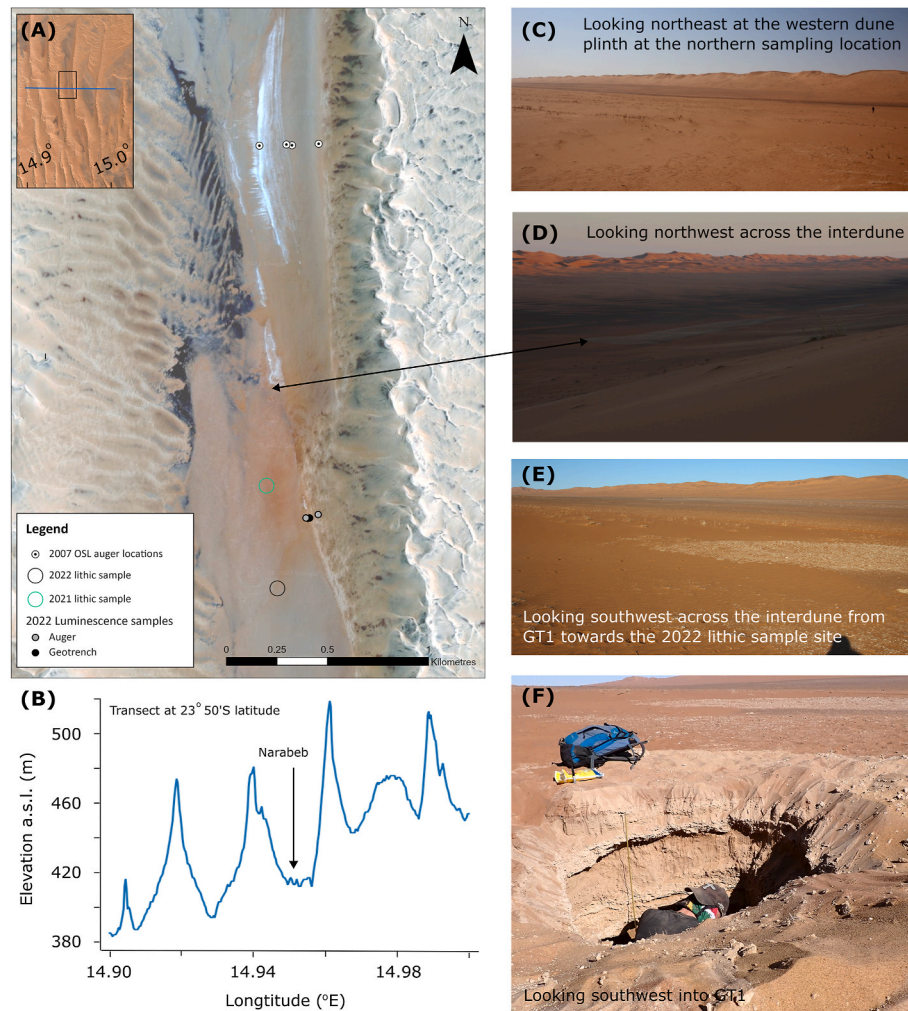 (A)
14.9°
15.0°
N
Legend
2007 OSL auger locations
2022 lithic sample
2021 lithic sample
2022 Luminescence samples
Auger
Geotrench
0 0.25 0.5 1
Kilometres
(B)
Transect at 23° 50'S latitude
Narabeb
Elevation a.s.l. (m)
500
460
420
380
14.90 14.94 14.98
Longtitude (°E)
(C)
Looking northeast at the western dune
plinth at the northern sampling location
(D)
Looking northwest across the interdune
(E)
Looking southwest across the interdune from
GT1 towards the 2022 lithic sample site
(F)
Looking southwest into GT1